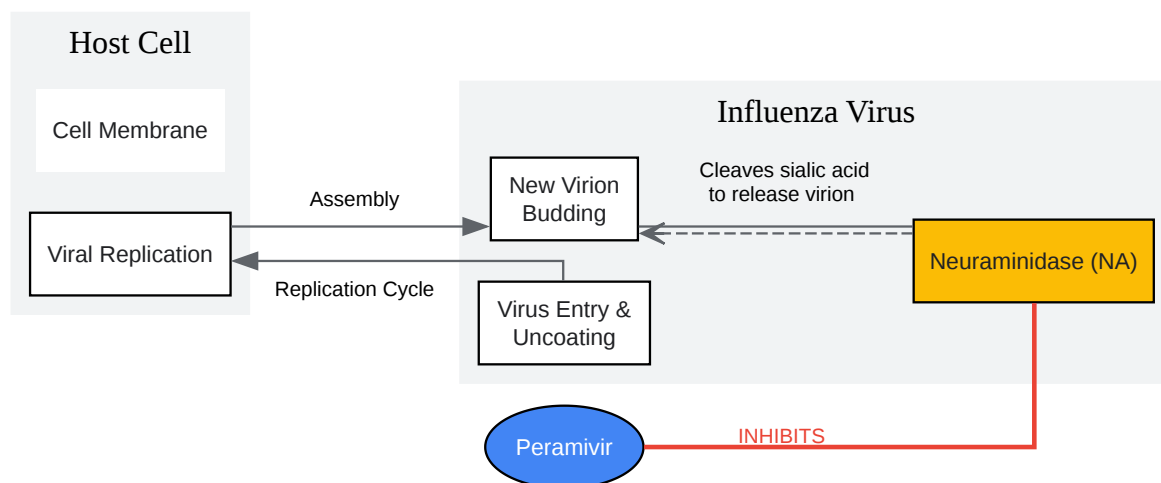 Host Cell
Cell Membrane
Viral Replication
Assembly
Replication Cycle
Influenza Virus
New Virion
Budding
Cleaves sialic acid
to release virion
Neuraminidase (NA)
Virus Entry &
Uncoating
Peramivir
INHIBITS